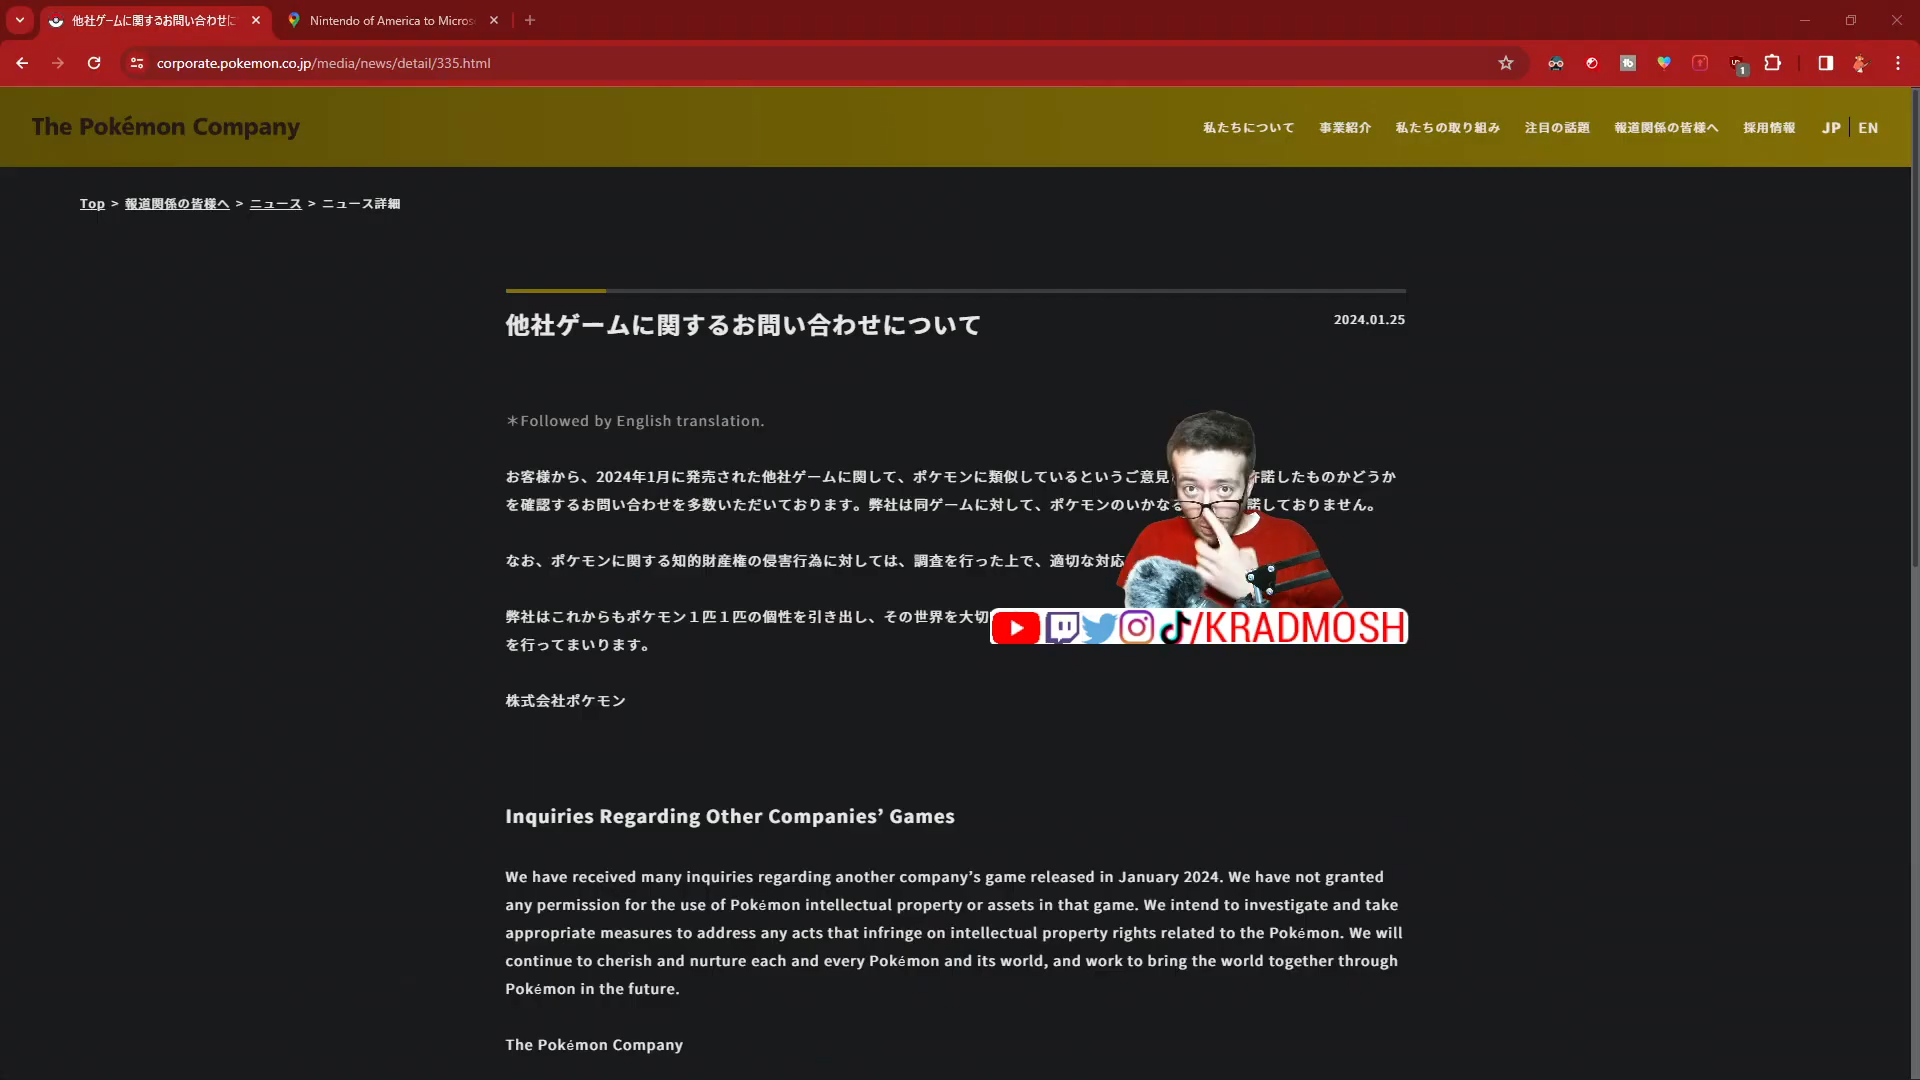 他社ゲームに関するお問い合わせに
Nintendo of America to Micros
corporate.pokemon.co.jp/media/news/detail/335.html
1
The Pokémon Company
私たちについて 事業紹介 私たちの取り組み 注目の話題 報道関係の皆様へ 採用情報 JP EN
Top > 報道関係の皆様へ > ニュース > ニュース詳細
他社ゲームに関するお問い合わせについて
2024.01.25
＊Followed by English translation.
お客様から、2024年1月に発売された他社ゲームに関して、ポケモンに類似しているというご意見 諾したものかどうか
を確認するお問い合わせを多数いただいております。弊社は同ゲームに対して、ポケモンのいかなる 諾しておりません。
なお、ポケモンに関する知的財産権の侵害行為に対しては、調査を行った上で、適切な対応
弊社はこれからもポケモン１匹１匹の個性を引き出し、その世界を大切
/KRADMOSH
を行ってまいります。
株式会社ポケモン
Inquiries Regarding Other Companies’ Games
We have received many inquiries regarding another company’s game released in January 2024. We have not granted
any permission for the use of Pokémon intellectual property or assets in that game. We intend to investigate and take
appropriate measures to address any acts that infringe on intellectual property rights related to the Pokémon. We will
continue to cherish and nurture each and every Pokémon and its world, and work to bring the world together through
Pokémon in the future.
The Pokémon Company